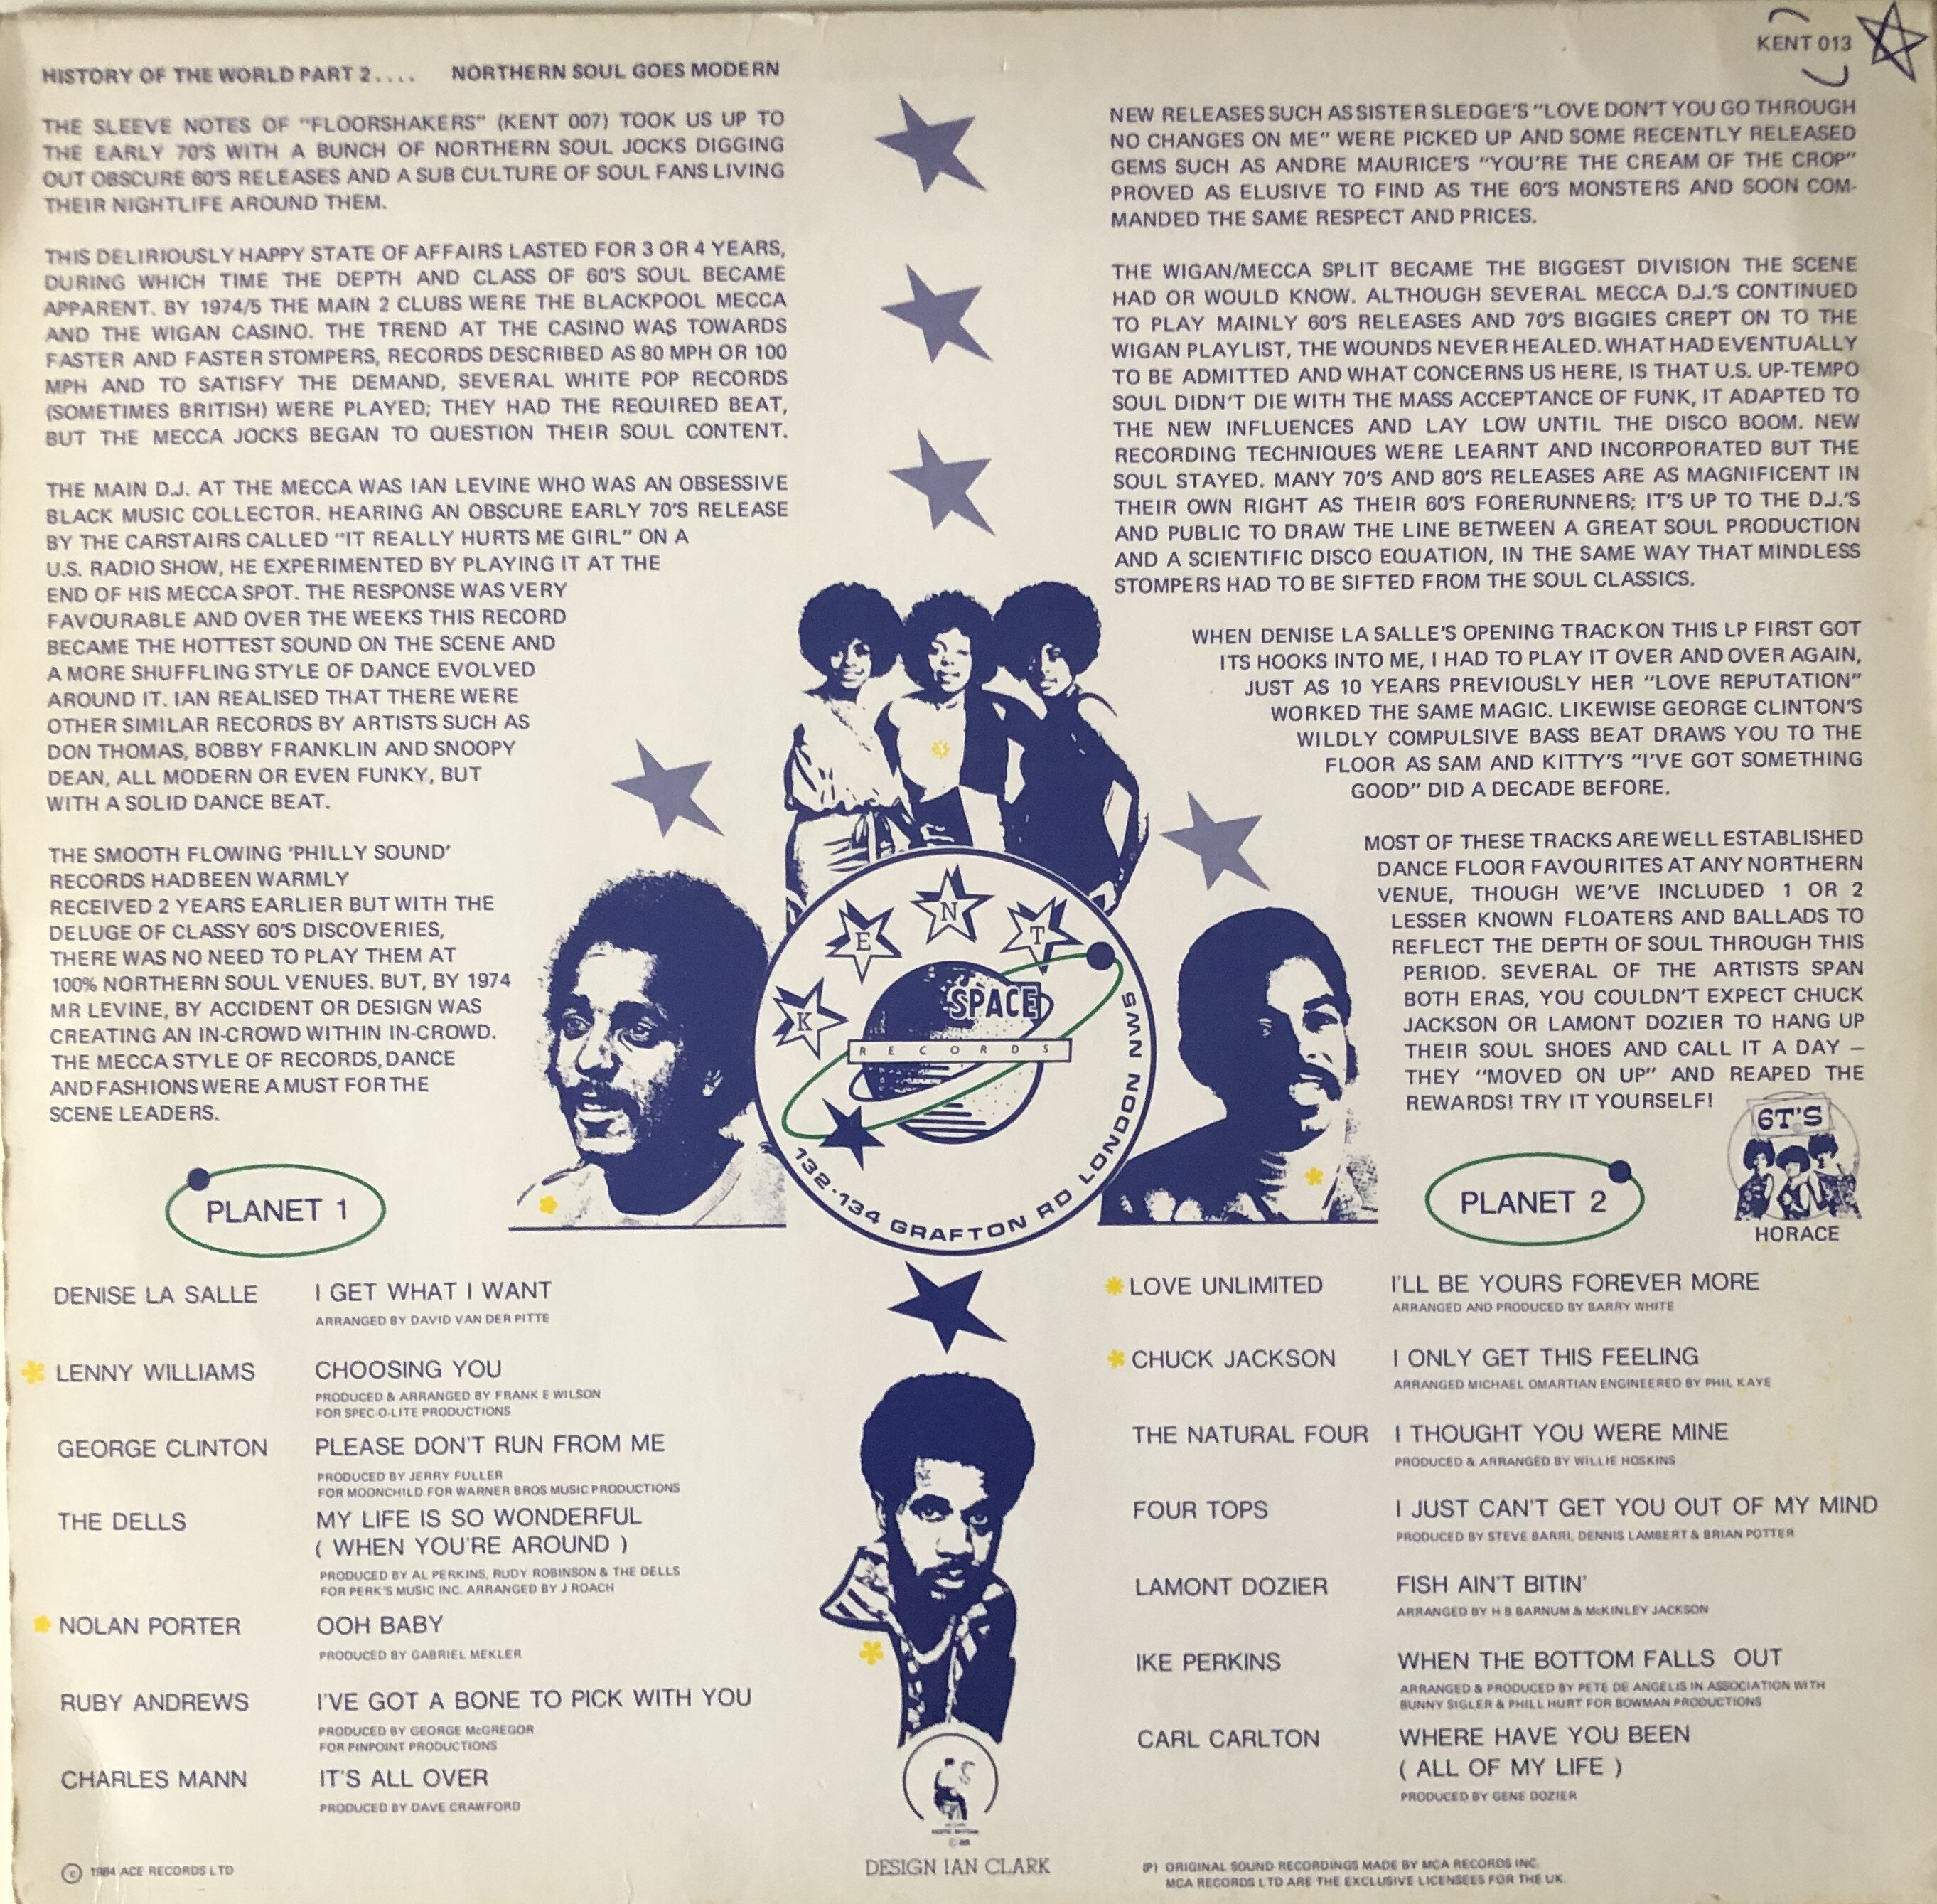 KENT 013
HISTORY OF THE WORLD PART 2.... NORTHERN SOUL GOES MODERN
THE SLEEVE NOTES OF "FLOORSHAKERS" (KENT 007) TOOK US UP TO
THE EARLY 70'S WITH A BUNCH OF NORTHERN SOUL JOCKS DIGGING
OUT OBSCURE 60'S RELEASES AND A SUB CULTURE OF SOUL FANS LIVING
THEIR NIGHTLIFE AROUND THEM.
THIS DELIRIOUSLY HAPPY STATE OF AFFAIRS LASTED FOR 3 OR 4 YEARS,
DURING WHICH TIME THE DEPTH AND CLASS OF 60'S SOUL BECAME
APPARENT. BY 1974/5 THE MAIN 2 CLUBS WERE THE BLACKPOOL MECCA
AND THE WIGAN CASINO. THE TREND AT THE CASINO WAS TOWARDS
FASTER AND FASTER STOMPERS, RECORDS DESCRIBED AS 80 MPH OR 100
MPH AND TO SATISFY THE DEMAND, SEVERAL WHITE POP RECORDS
(SOMETIMES BRITISH) WERE PLAYED; THEY HAD THE REQUIRED BEAT,
BUT THE MECCA JOCKS BEGAN TO QUESTION THEIR SOUL CONTENT.
THE MAIN D.J. AT THE MECCA WAS IAN LEVINE WHO WAS AN OBSESSIVE
BLACK MUSIC COLLECTOR. HEARING AN OBSCURE EARLY 70'S RELEASE
BY THE CARSTAIRS CALLED "IT REALLY HURTS ME GIRL" ON A
U.S. RADIO SHOW, HE EXPERIMENTED BY PLAYING IT AT THE
END OF HIS MECCA SPOT. THE RESPONSE WAS VERY
FAVOURABLE AND OVER THE WEEKS THIS RECORD
BECAME THE HOTTEST SOUND ON THE SCENE AND
A MORE SHUFFLING STYLE OF DANCE EVOLVED
AROUND IT. IAN REALISED THAT THERE WERE
OTHER SIMILAR RECORDS BY ARTISTS SUCH AS
DON THOMAS, BOBBY FRANKLIN AND SNOOPY
DEAN, ALL MODERN OR EVEN FUNKY, BUT
WITH A SOLID DANCE BEAT.
THE SMOOTH FLOWING 'PHILLY SOUND'
RECORDS HAD BEEN WARMLY
RECEIVED 2 YEARS EARLIER BUT WITH THE
DELUGE OF CLASSY 60'S DISCOVERIES,
THERE WAS NO NEED TO PLAY THEM AT
100% NORTHERN SOUL VENUES. BUT, BY 1974
MR LEVINE, BY ACCIDENT OR DESIGN WAS
CREATING AN IN-CROWD WITHIN IN-CROWD.
THE MECCA STYLE OF RECORDS, DANCE
AND FASHIONS WERE A MUST FOR THE
SCENE LEADERS.
NEW RELEASES SUCH AS SISTER SLEDGE'S "LOVE DON'T YOU GO THROUGH
NO CHANGES ON ME" WERE PICKED UP AND SOME RECENTLY RELEASED
GEMS SUCH AS ANDRE MAURICE'S "YOU'RE THE CREAM OF THE CROP"
PROVED AS ELUSIVE TO FIND AS THE 60'S MONSTERS AND SOON COM-
MANDED THE SAME RESPECT AND PRICES.
THE WIGAN/MECCA SPLIT BECAME THE BIGGEST DIVISION THE SCENE
HAD OR WOULD KNOW. ALTHOUGH SEVERAL MECCA D.J.'S CONTINUED
TO PLAY MAINLY 60'S RELEASES AND 70'S BIGGIES CREPT ON TO THE
WIGAN PLAYLIST, THE WOUNDS NEVER HEALED. WHAT HAD EVENTUALLY
TO BE ADMITTED AND WHAT CONCERNS US HERE, IS THAT U.S. UP-TEMPO
SOUL DIDN'T DIE WITH THE MASS ACCEPTANCE OF FUNK, IT ADAPTED TO
THE NEW INFLUENCES AND LAY LOW UNTIL THE DISCO BOOM. NEW
RECORDING TECHNIQUES WERE LEARNT AND INCORPORATED BUT THE
SOUL STAYED. MANY 70'S AND 80'S RELEASES ARE AS MAGNIFICENT IN
THEIR OWN RIGHT AS THEIR 60'S FORERUNNERS; IT'S UP TO THE D.J.'S
AND PUBLIC TO DRAW THE LINE BETWEEN A GREAT SOUL PRODUCTION
AND A SCIENTIFIC DISCO EQUATION, IN THE SAME WAY THAT MINDLESS
STOMPERS HAD TO BE SIFTED FROM THE SOUL CLASSICS.
WHEN DENISE LA SALLE'S OPENING TRACK ON THIS LP FIRST GOT
ITS HOOKS INTO ME, I HAD TO PLAY IT OVER AND OVER AGAIN,
JUST AS 10 YEARS PREVIOUSLY HER "LOVE REPUTATION"
WORKED THE SAME MAGIC. LIKEWISE GEORGE CLINTON'S
WILDLY COMPULSIVE BASS BEAT DRAWS YOU TO THE
FLOOR AS SAM AND KITTY'S "I'VE GOT SOMETHING
GOOD" DID A DECADE BEFORE.
MOST OF THESE TRACKS ARE WELL ESTABLISHED
DANCE FLOOR FAVOURITES AT ANY NORTHERN
VENUE, THOUGH WE'VE INCLUDED 1 OR 2
LESSER KNOWN FLOATERS AND BALLADS TO
REFLECT THE DEPTH OF SOUL THROUGH THIS
PERIOD. SEVERAL OF THE ARTISTS SPAN
BOTH ERAS, YOU COULDN'T EXPECT CHUCK
JACKSON OR LAMONT DOZIER TO HANG UP
THEIR SOUL SHOES AND CALL IT A DAY –
THEY "MOVED ON UP" AND REAPED THE
REWARDS! TRY IT YOURSELF!
6T'S
HORACE
KENT
SPACE
RECORDS
132-134 GRAFTON RD LONDON NW5
PLANET 1
DENISE LA SALLE I GET WHAT I WANT
ARRANGED BY DAVID VAN DER PITTE
LENNY WILLIAMS CHOOSING YOU
PRODUCED & ARRANGED BY FRANK E WILSON
FOR SPEC-O-LITE PRODUCTIONS
GEORGE CLINTON PLEASE DON'T RUN FROM ME
PRODUCED BY JERRY FULLER
FOR MOONCHILD FOR WARNER BROS MUSIC PRODUCTIONS
THE DELLS MY LIFE IS SO WONDERFUL
( WHEN YOU'RE AROUND )
PRODUCED BY AL PERKINS, RUDY ROBINSON & THE DELLS
FOR PERK'S MUSIC INC. ARRANGED BY J ROACH
NOLAN PORTER OOH BABY
PRODUCED BY GABRIEL MEKLER
RUBY ANDREWS I'VE GOT A BONE TO PICK WITH YOU
PRODUCED BY GEORGE McGREGOR
FOR PINPOINT PRODUCTIONS
CHARLES MANN IT'S ALL OVER
PRODUCED BY DAVE CRAWFORD
PLANET 2
LOVE UNLIMITED I'LL BE YOURS FOREVER MORE
ARRANGED AND PRODUCED BY BARRY WHITE
CHUCK JACKSON I ONLY GET THIS FEELING
ARRANGED MICHAEL OMARTIAN ENGINEERED BY PHIL KAYE
THE NATURAL FOUR I THOUGHT YOU WERE MINE
PRODUCED & ARRANGED BY WILLIE HOSKINS
FOUR TOPS I JUST CAN'T GET YOU OUT OF MY MIND
PRODUCED BY STEVE BARRI, DENNIS LAMBERT & BRIAN POTTER
LAMONT DOZIER FISH AIN'T BITIN'
ARRANGED BY H B BARNUM & McKINLEY JACKSON
IKE PERKINS WHEN THE BOTTOM FALLS OUT
ARRANGED & PRODUCED BY PETE DE ANGELIS IN ASSOCIATION WITH
BUNNY SIGLER & PHILL HURT FOR BOWMAN PRODUCTIONS
CARL CARLTON WHERE HAVE YOU BEEN
( ALL OF MY LIFE )
PRODUCED BY GENE DOZIER
© 1984 ACE RECORDS LTD
DESIGN IAN CLARK
(P) ORIGINAL SOUND RECORDINGS MADE BY MCA RECORDS INC.
MCA RECORDS LTD ARE THE EXCLUSIVE LICENSEES FOR THE UK.